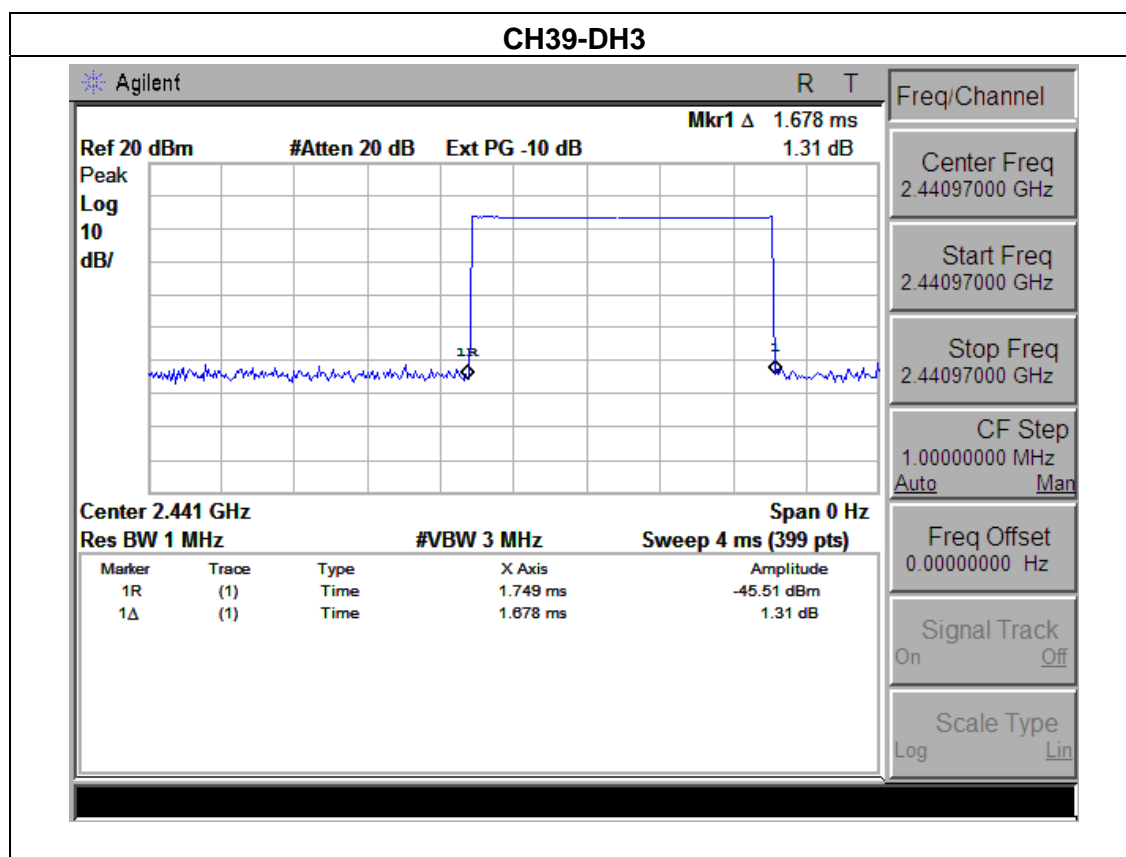 CH39-DH3
Agilent R T
Mkr1 Δ 1.678 ms
Ref 20 dBm #Atten 20 dB Ext PG -10 dB 1.31 dB
Peak
Log
10
dB/
1R
1
Center 2.441 GHz Span 0 Hz
Res BW 1 MHz #VBW 3 MHz Sweep 4 ms (399 pts)
Marker Trace Type X Axis Amplitude
1R (1) Time 1.749 ms -45.51 dBm
1Δ (1) Time 1.678 ms 1.31 dB
Freq/Channel
Center Freq
2.44097000 GHz
Start Freq
2.44097000 GHz
Stop Freq
2.44097000 GHz
CF Step
1.00000000 MHz
Auto Man
Freq Offset
0.00000000 Hz
Signal Track
On Off
Scale Type
Log Lin